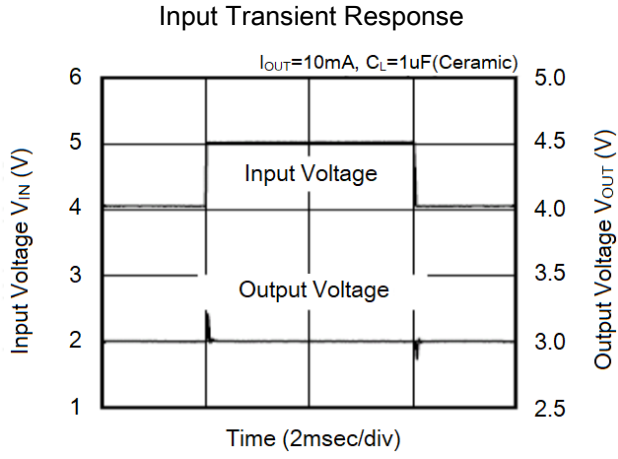 Input Transient Response
IOUT=10mA, CL=1uF(Ceramic)
6
5
4
3
2
1
Input Voltage VIN (V)
Input Voltage
Output Voltage
5.0
4.5
4.0
3.5
3.0
2.5
Output Voltage VOUT (V)
Time (2msec/div)